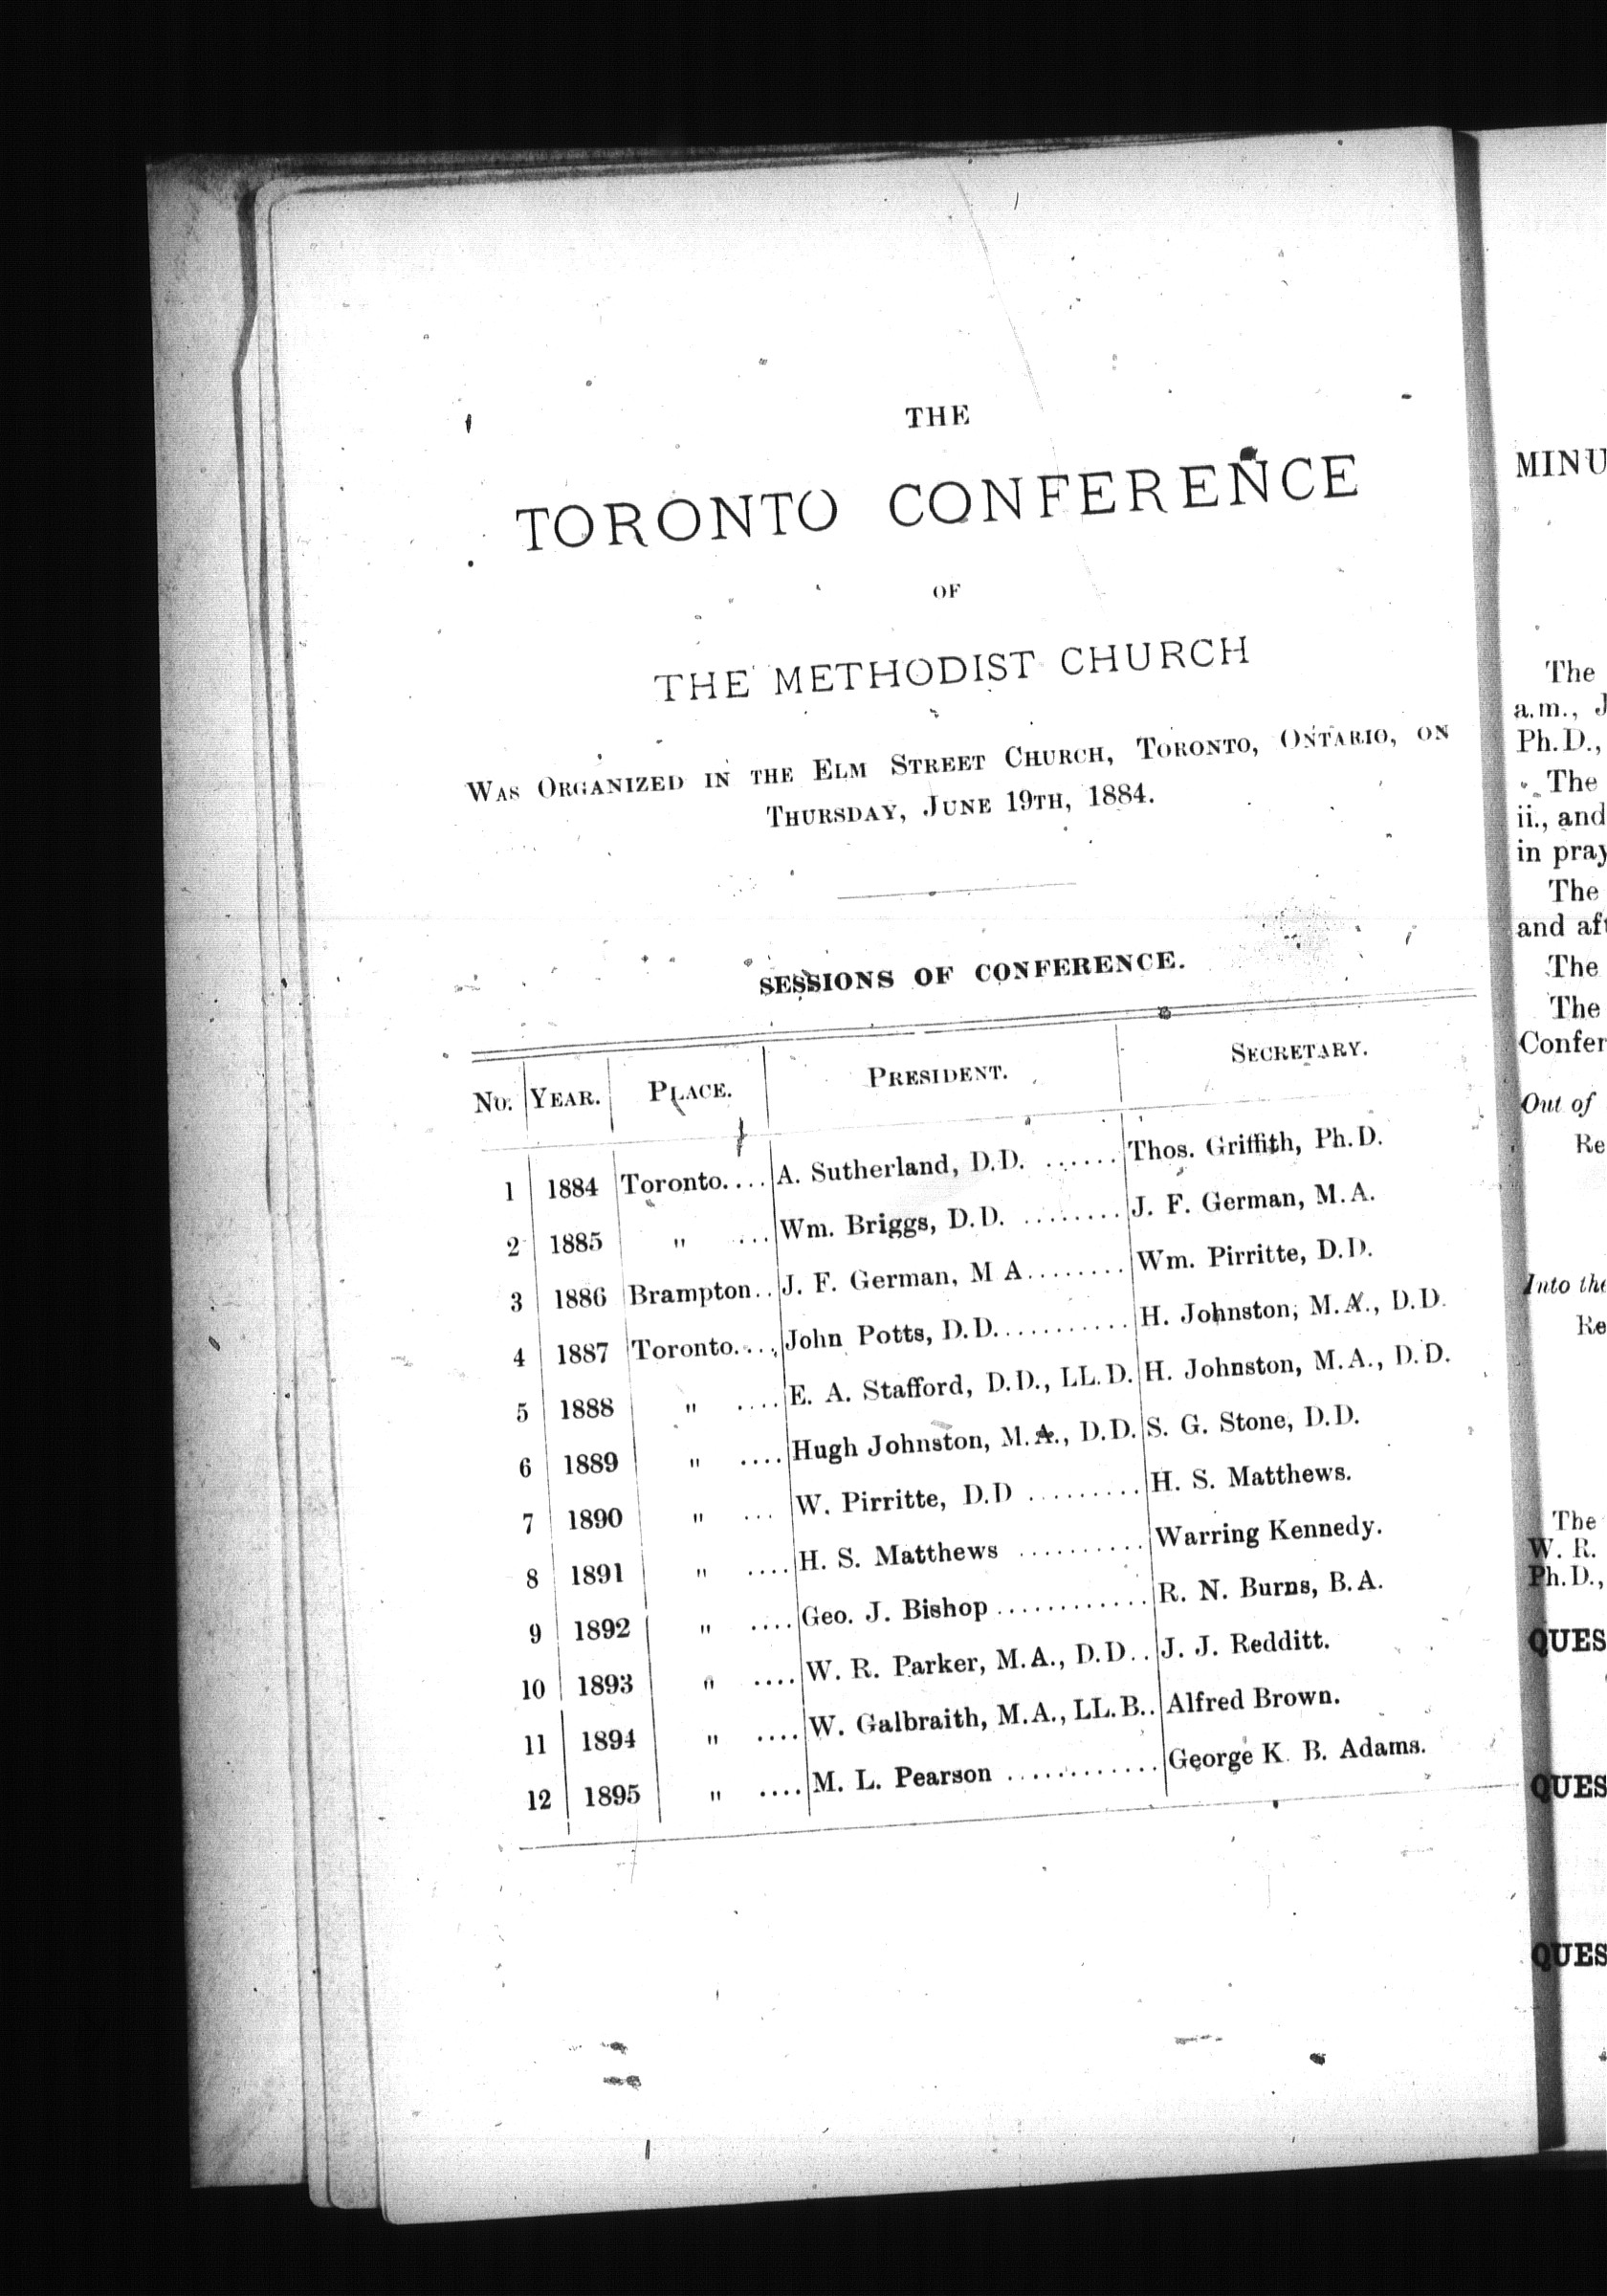 THE
TORONTO CONFERENCE
OF
THE METHODIST CHURCH
WAS ORGANIZED IN THE ELM STREET CHURCH, TORONTO, ONTARIO, ON
THURSDAY, JUNE 19TH, 1884.
SESSIONS OF CONFERENCE.
NO. YEAR. PLACE. PRESIDENT. SECRETARY.
1 1884 Toronto.... A. Sutherland, D.D. ...... Thos. Griffith, Ph.D.
2 1885 " ... Wm. Briggs, D.D. ........ J. F. German, M.A.
3 1886 Brampton.. J. F. German, M A........ Wm. Pirritte, D.D.
4 1887 Toronto.... John Potts, D.D............ H. Johnston, M.A., D.D.
5 1888 " .... E. A. Stafford, D.D., LL.D. H. Johnston, M.A., D.D.
6 1889 " .... Hugh Johnston, M.A., D.D. S. G. Stone, D.D.
7 1890 " ... W. Pirritte, D.D ......... H. S. Matthews.
8 1891 " .... H. S. Matthews .......... Warring Kennedy.
9 1892 " .... Geo. J. Bishop ............ R. N. Burns, B.A.
10 1893 " .... W. R. Parker, M.A., D.D.. J. J. Redditt.
11 1894 " .... W. Galbraith, M.A., LL.B.. Alfred Brown.
12 1895 " .... M. L. Pearson ............ George K. B. Adams.
MINU
The
a.m., J
Ph.D.,
The
ii., and
in pray
The
and aft
The
The
Confer
Out of
Re
Into the
Re
The
W. R.
Ph.D.,
QUES
QUES
QUES